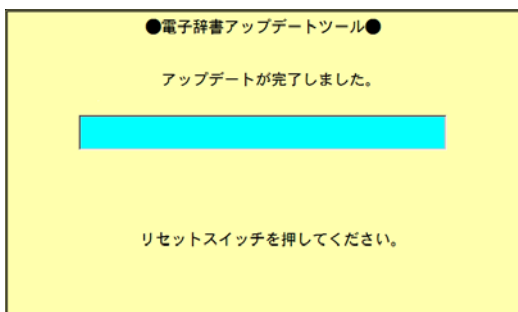 ●電子辞書アップデートツール●
アップデートが完了しました。
リセットスイッチを押してください。